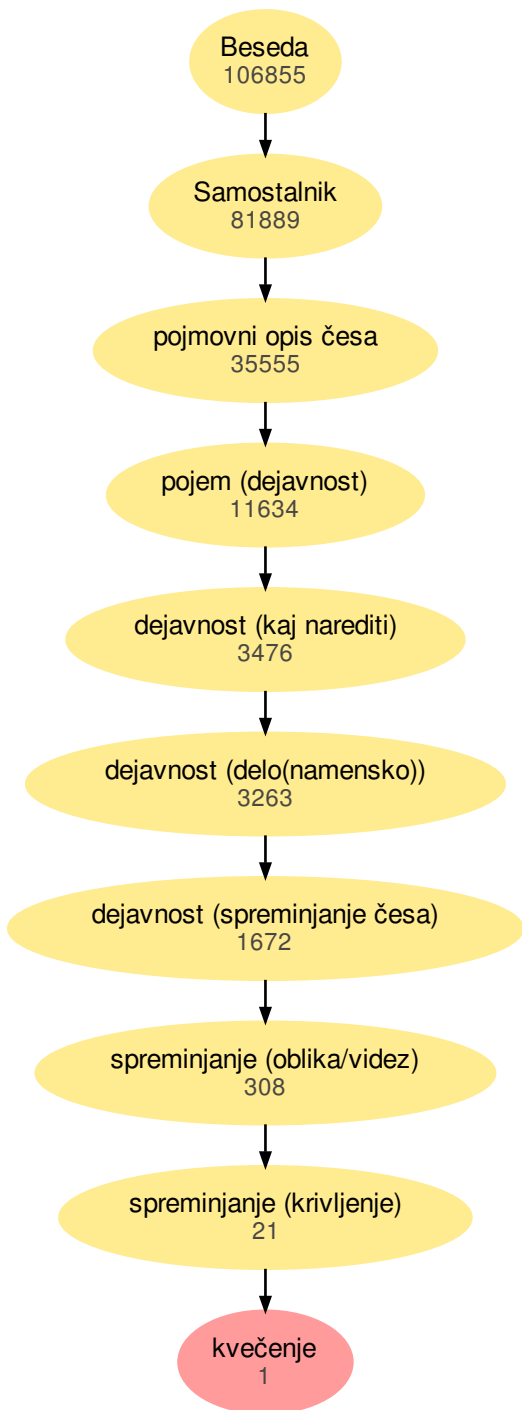 Beseda
106855
Samostalnik
81889
pojmovni opis česa
35555
pojem (dejavnost)
11634
dejavnost (kaj narediti)
3476
dejavnost (delo(namensko))
3263
dejavnost (spreminjanje česa)
1672
spreminjanje (oblika/videz)
308
spreminjanje (krivljenje)
21
kvečenje
1